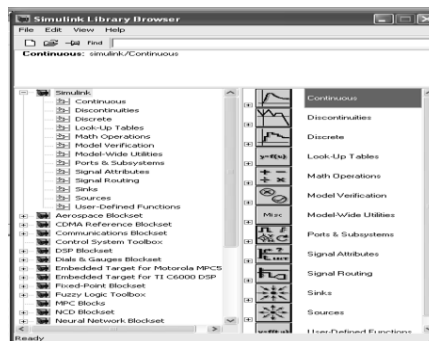 Simulink Library Browser
File Edit View Help
Find
Continuous: simulink/Continuous
Simulink
Continuous
Discontinuities
Discrete
Look-Up Tables
Math Operations
Model Verification
Model-Wide Utilities
Ports & Subsystems
Signal Attributes
Signal Routing
Sinks
Sources
User-Defined Functions
Aerospace Blockset
CDMA Reference Blockset
Communications Blockset
Control System Toolbox
DSP Blockset
Dials & Gauges Blockset
Embedded Target for Motorola MPC5
Embedded Target for TI C6000 DSP
Fixed-Point Blockset
Fuzzy Logic Toolbox
MPC Blocks
NCD Blockset
Neural Network Blockset
Continuous
Discontinuities
Discrete
y=f(u) Look-Up Tables
Math Operations
Model Verification
Misc Model-Wide Utilities
Ports & Subsystems
Signal Attributes
Signal Routing
Sinks
Sources
User-Defined Functions
Ready